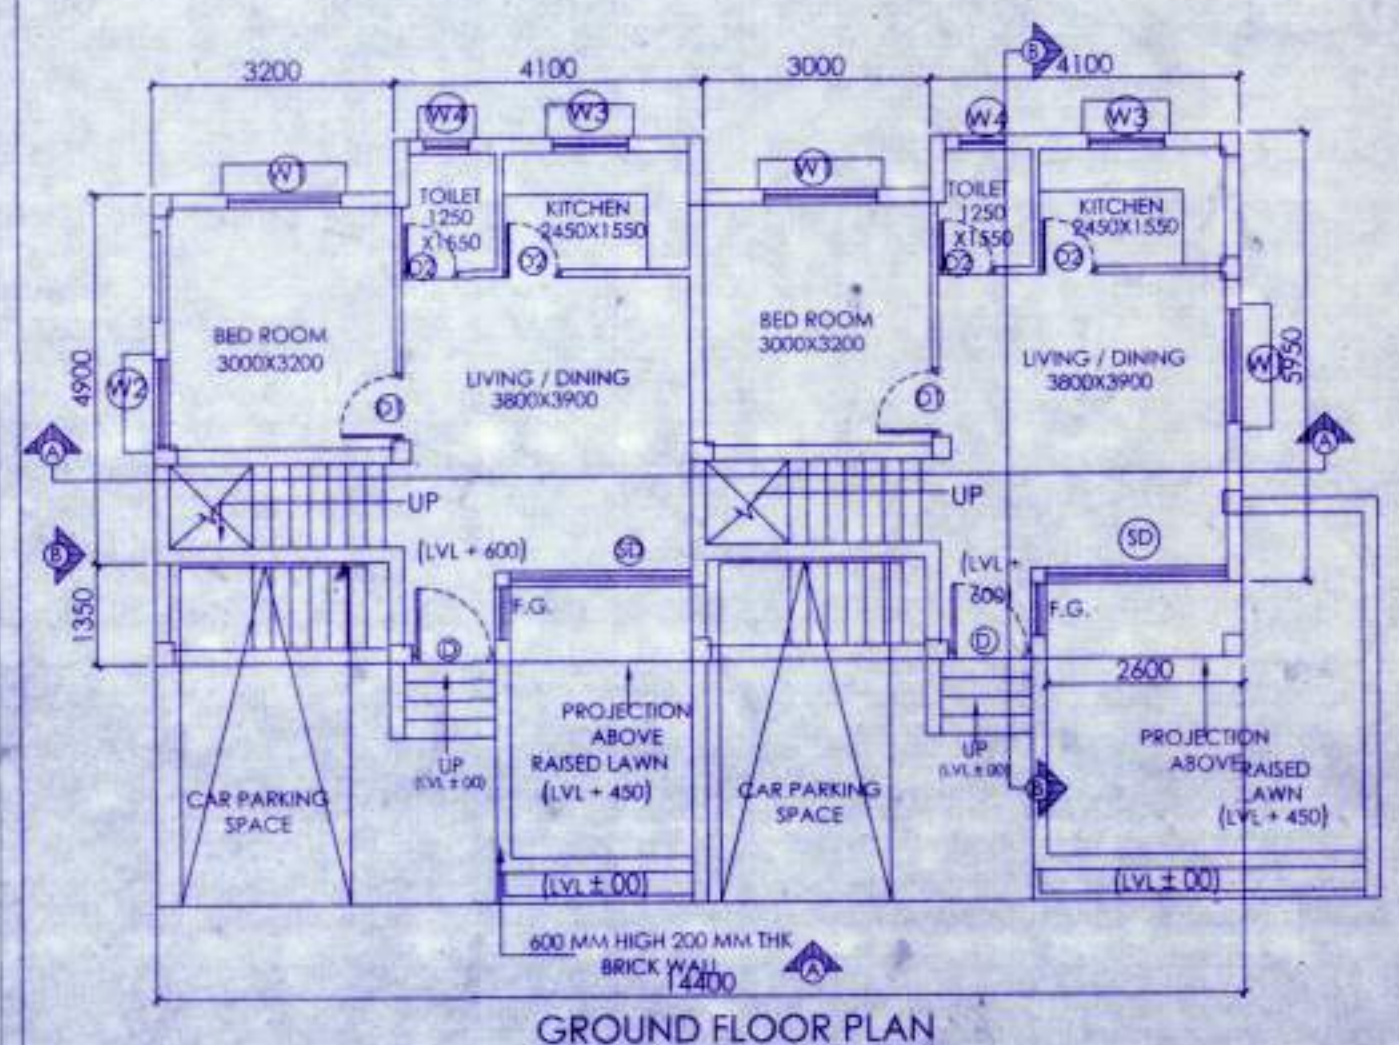 3200
4100
3000
B
4100
W4
W3
W4
W3
W1
W1
TOILET
1250
X1550
KITCHEN
2450X1550
TOILET
1250
X1550
KITCHEN
2450X1550
D2
D2
D2
D2
BED ROOM
3000X3200
BED ROOM
3000X3200
LIVING / DINING
3800X3900
LIVING / DINING
3800X3900
4900
W2
D1
D1
5950
A
A
UP
UP
B
(LVL + 600)
SD
(LVL +
600)
SD
1350
F.G.
F.G.
D
D
2600
PROJECTION
ABOVE
RAISED LAWN
(LVL + 450)
PROJECTION
ABOVE
RAISED
LAWN
(LVL + 450)
UP
(LVL ± 00)
UP
(LVL ± 00)
B
CAR PARKING
SPACE
CAR PARKING
SPACE
(LVL ± 00)
(LVL ± 00)
600 MM HIGH 200 MM THK
BRICK WALL
A
14400
GROUND FLOOR PLAN